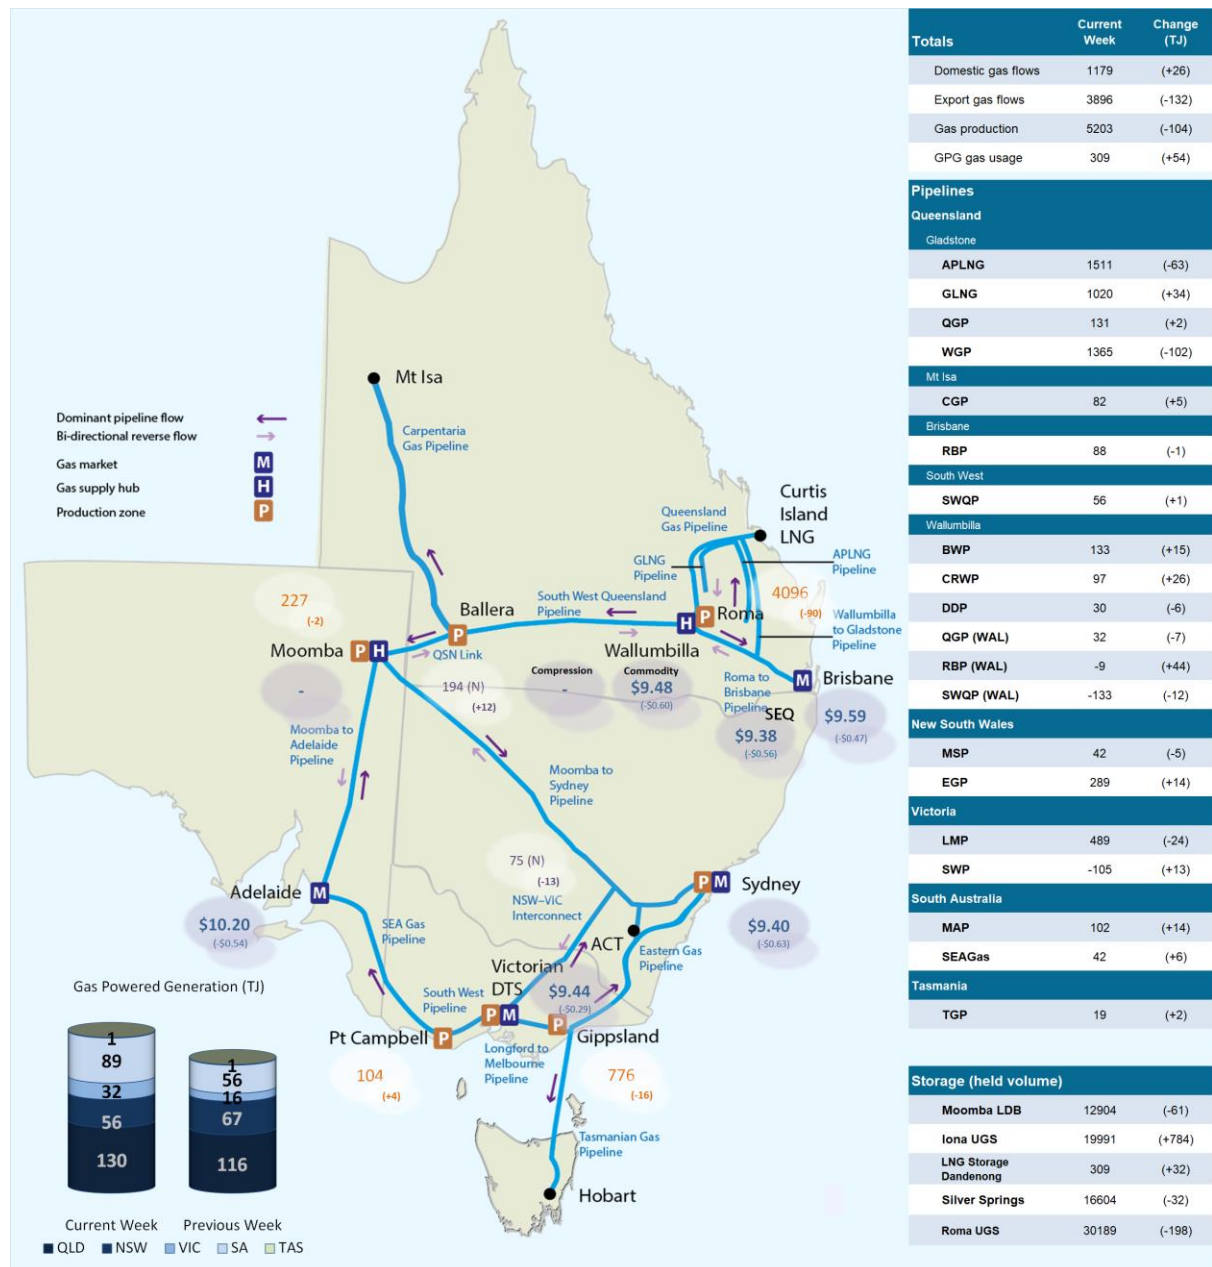 Mt Isa
Dominant pipeline flow
Bi-directional reverse flow
Gas market M
Gas supply hub H
Production zone P
Carpentaria
Gas Pipeline
Curtis
Island
LNG
Queensland
Gas Pipeline
GLNG
Pipeline
APLNG
Pipeline
4096
(-90)
227
(-2)
Ballera
South West Queensland
Pipeline
P
Roma
H
Wallumbilla
to Gladstone
Pipeline
P
Moomba P H
QSN Link
Wallumbilla
-
194 (N)
(+12)
Compression
-
Commodity
$9.48
(-$0.60)
Roma to
Brisbane
Pipeline
M Brisbane
SEQ
$9.38
(-$0.56)
$9.59
(-$0.47)
Moomba to
Adelaide
Pipeline
Moomba to
Sydney
Pipeline
75 (N)
(-13)
NSW-VIC
Interconnect
P M Sydney
$9.40
(-$0.63)
Adelaide M
$10.20
(-$0.54)
SEA Gas
Pipeline
ACT
Eastern Gas
Pipeline
Victorian
DTS
$9.44
(-$0.29)
South West
Pipeline
P M
P
Pt Campbell P
Gippsland
Longford to
Melbourne
Pipeline
104
(+4)
776
(-16)
Tasmanian Gas
Pipeline
Hobart
Gas Powered Generation (TJ)
1
89
32
56
130
1
56
16
67
116
Current Week Previous Week
QLD NSW VIC SA TAS
Totals Current Week Change (TJ)
Domestic gas flows 1179 (+26)
Export gas flows 3896 (-132)
Gas production 5203 (-104)
GPG gas usage 309 (+54)
Pipelines
Queensland
Gladstone
APLNG 1511 (-63)
GLNG 1020 (+34)
QGP 131 (+2)
WGP 1365 (-102)
Mt Isa
CGP 82 (+5)
Brisbane
RBP 88 (-1)
South West
SWQP 56 (+1)
Wallumbilla
BWP 133 (+15)
CRWP 97 (+26)
DDP 30 (-6)
QGP (WAL) 32 (-7)
RBP (WAL) -9 (+44)
SWQP (WAL) -133 (-12)
New South Wales
MSP 42 (-5)
EGP 289 (+14)
Victoria
LMP 489 (-24)
SWP -105 (+13)
South Australia
MAP 102 (+14)
SEAGas 42 (+6)
Tasmania
TGP 19 (+2)
Storage (held volume)
Moomba LDB 12904 (-61)
Iona UGS 19991 (+784)
LNG Storage Dandenong 309 (+32)
Silver Springs 16604 (-32)
Roma UGS 30189 (-198)